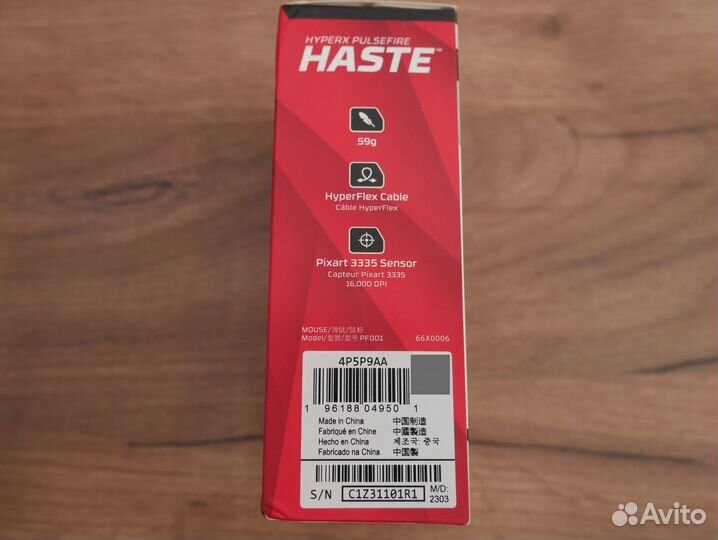 HYPERX PULSEFIRE
HASTE™
59g
HyperFlex Cable
Câble HyperFlex
Pixart 3335 Sensor
Capteur Pixart 3335
16,000 DPI
MOUSE/滑鼠/鼠标
Model/型號/型号 PF001 66X0006
4P5P9AA
1 96188 04950 1
Made in China 中国制造
Fabriqué en Chine 中國製造
Hecho en China 제조국: 중국
Fabricado na China 中国製
S/N C1Z31101R1 M/D:
2303
Avito